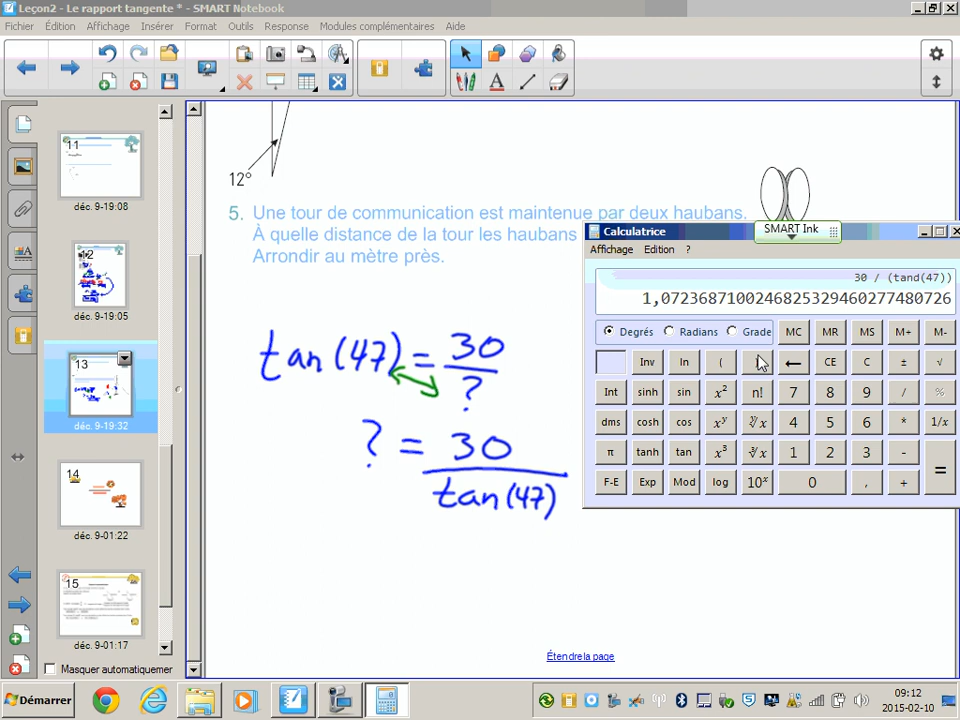 Leçon2 - Le rapport tangente * - SMART Notebook
Fichier Édition Affichage Insérer Format Outils Response Modules complémentaires Aide
11
déc. 9-19:08
12
déc. 9-19:05
13
déc. 9-19:32
14
déc. 9-01:22
15
déc. 9-01:17
Masquer automatiquemer
12°
5. Une tour de communication est maintenue par deux haubans.
À quelle distance de la tour les haubans
Arrondir au mètre près.
tan(47) = 30
?
? = 30
tan(47)
Étendre la page
SMART Ink
Calculatrice
Affichage Edition ?
30 / (tand(47))
1,0723687100246825329460277480726
Degrés Radians Grade MC MR MS M+ M-
Inv ln ( ← CE C ± √
Int sinh sin x² n! 7 8 9 / %
dms cosh cos xʸ ʸ√x 4 5 6 * 1/x
π tanh tan x³ ³√x 1 2 3 - =
F-E Exp Mod log 10ˣ 0 , +
Démarrer
09:12
2015-02-10